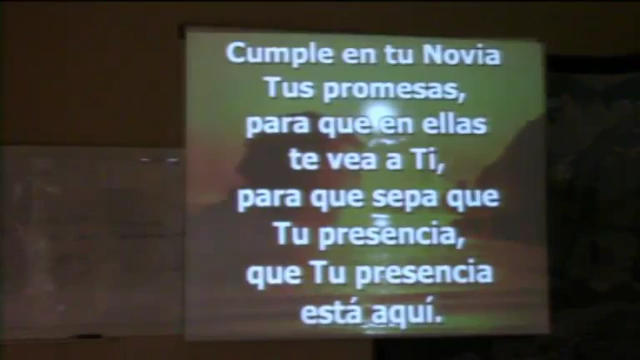 Cumple en tu Novia
Tus promesas,
para que en ellas
te vea a Ti,
para que sepa que
Tu presencia,
que Tu presencia
está aquí.